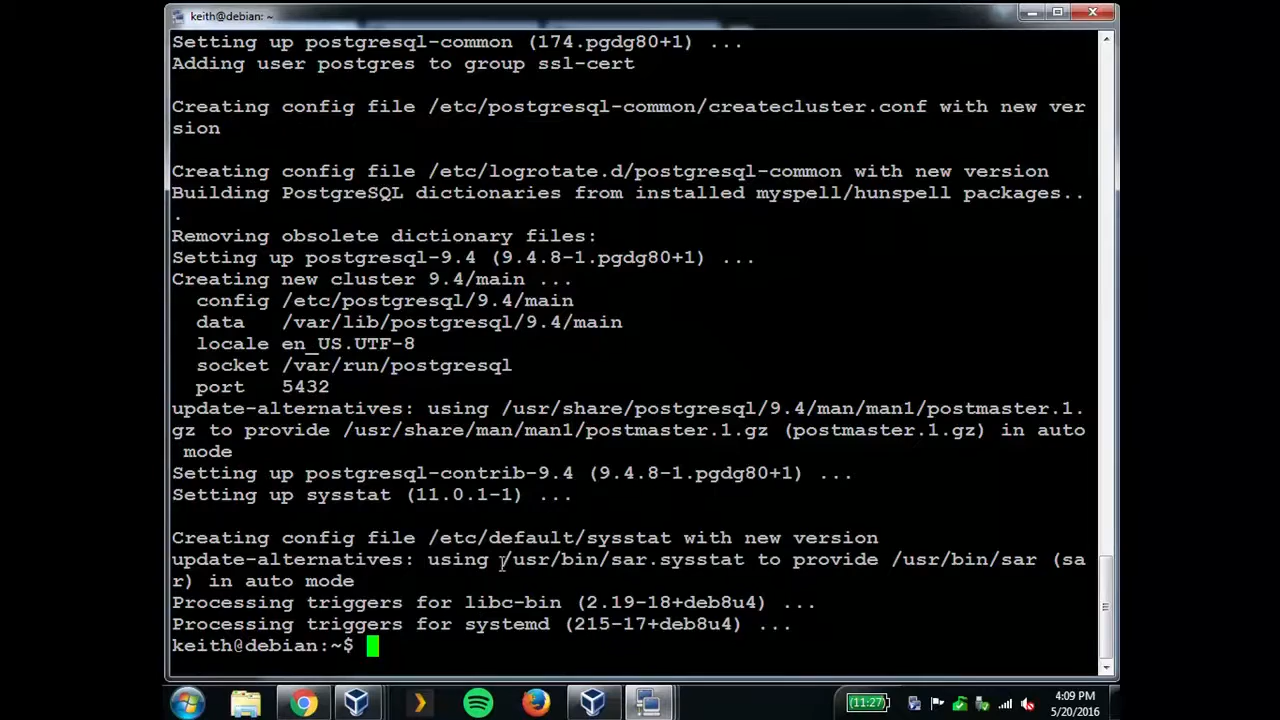 keith@debian: ~
Setting up postgresql-common (174.pgdg80+1) ...
Adding user postgres to group ssl-cert
Creating config file /etc/postgresql-common/createcluster.conf with new ver
sion
Creating config file /etc/logrotate.d/postgresql-common with new version
Building PostgreSQL dictionaries from installed myspell/hunspell packages..
.
Removing obsolete dictionary files:
Setting up postgresql-9.4 (9.4.8-1.pgdg80+1) ...
Creating new cluster 9.4/main ...
config /etc/postgresql/9.4/main
data /var/lib/postgresql/9.4/main
locale en_US.UTF-8
socket /var/run/postgresql
port 5432
update-alternatives: using /usr/share/postgresql/9.4/man/man1/postmaster.1.
gz to provide /usr/share/man/man1/postmaster.1.gz (postmaster.1.gz) in auto
mode
Setting up postgresql-contrib-9.4 (9.4.8-1.pgdg80+1) ...
Setting up sysstat (11.0.1-1) ...
Creating config file /etc/default/sysstat with new version
update-alternatives: using /usr/bin/sar.sysstat to provide /usr/bin/sar (sa
r) in auto mode
Processing triggers for libc-bin (2.19-18+deb8u4) ...
Processing triggers for systemd (215-17+deb8u4) ...
keith@debian:~$
(11:27)
4:09 PM
5/20/2016